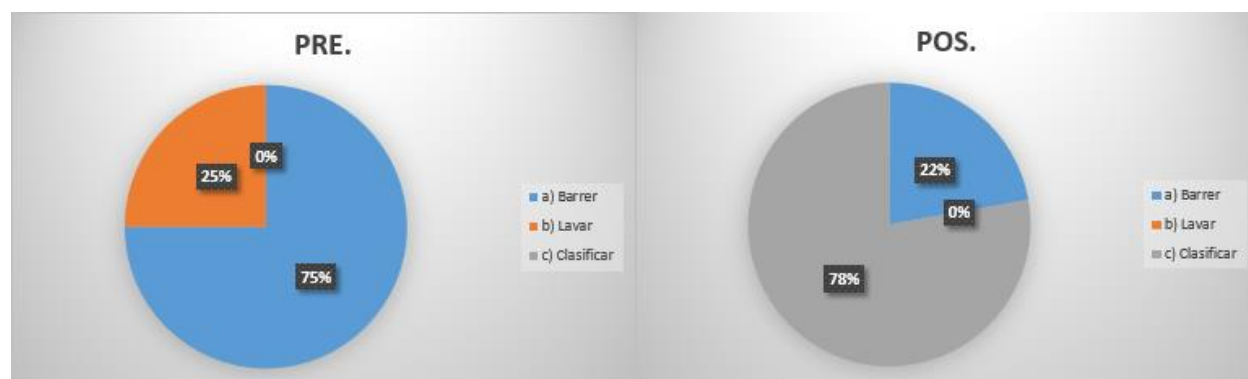 PRE.
0%
25%
75%
a) Barrer
b) Lavar
c) Clasificar
POS.
22%
0%
78%
a) Barrer
b) Lavar
c) Clasificar